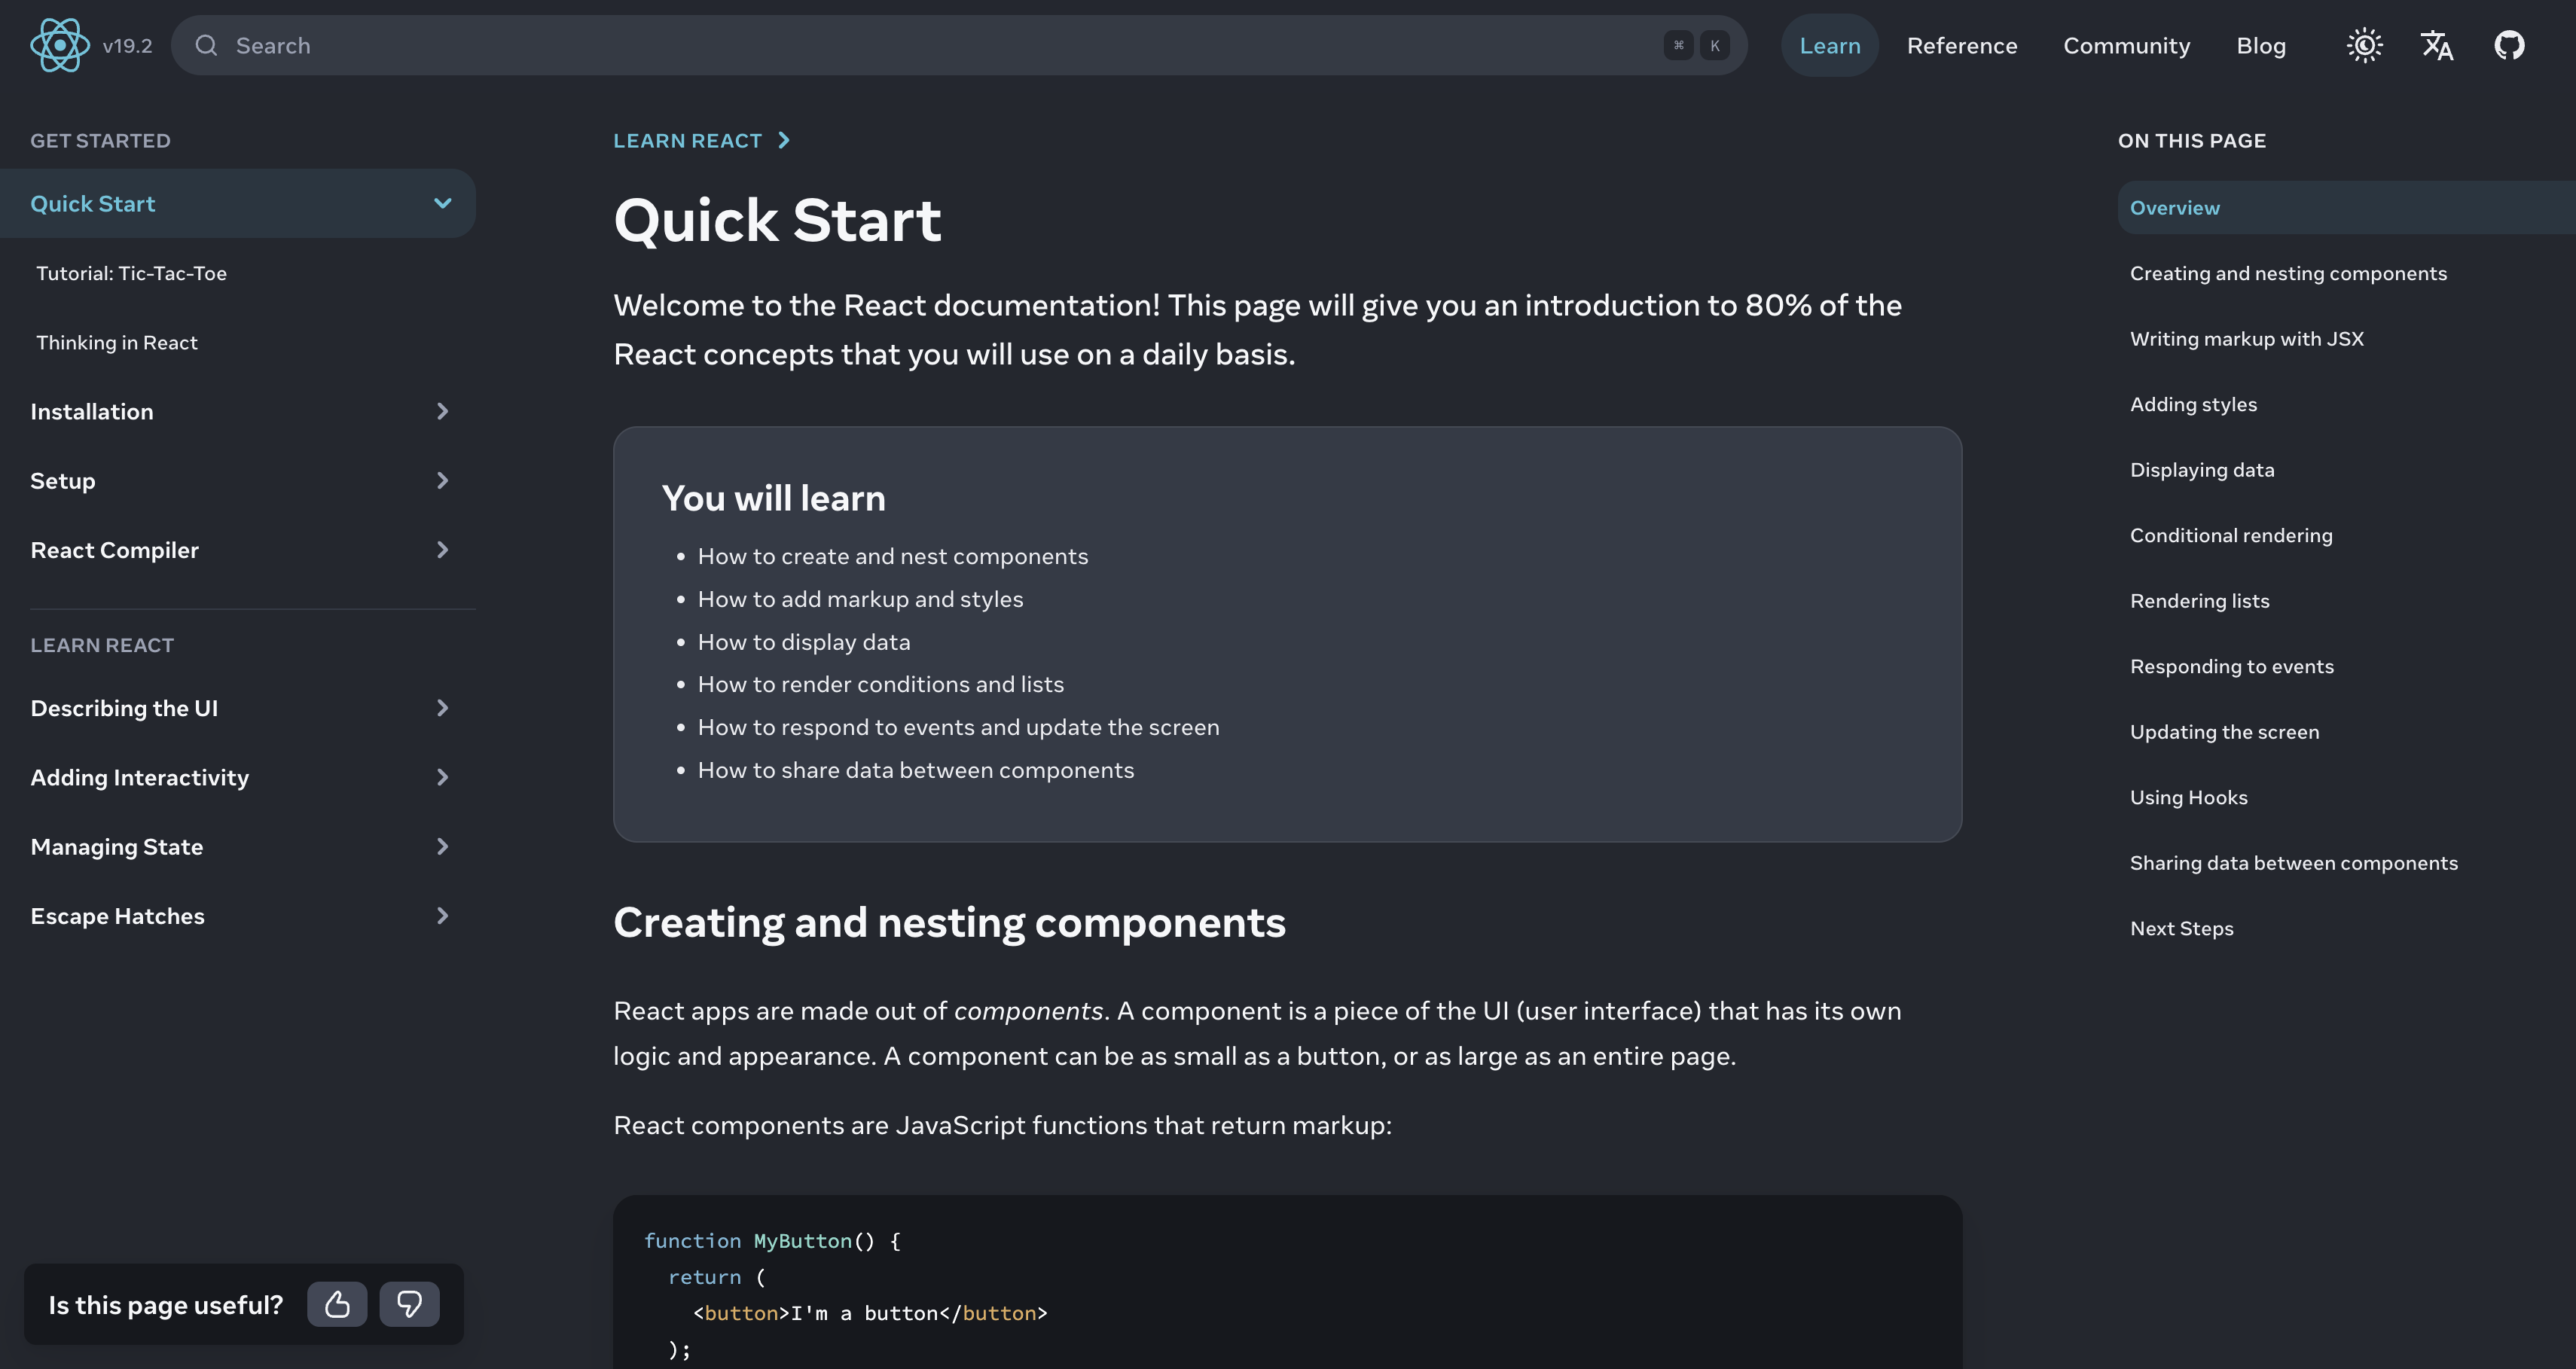 v19.2
Search
⌘ K
Learn
Reference
Community
Blog
GET STARTED
Quick Start
Tutorial: Tic-Tac-Toe
Thinking in React
Installation
Setup
React Compiler
LEARN REACT
Describing the UI
Adding Interactivity
Managing State
Escape Hatches
Is this page useful?
LEARN REACT
Quick Start
Welcome to the React documentation! This page will give you an introduction to 80% of the
React concepts that you will use on a daily basis.
You will learn
• How to create and nest components
• How to add markup and styles
• How to display data
• How to render conditions and lists
• How to respond to events and update the screen
• How to share data between components
Creating and nesting components
React apps are made out of components. A component is a piece of the UI (user interface) that has its own
logic and appearance. A component can be as small as a button, or as large as an entire page.
React components are JavaScript functions that return markup:
function MyButton() {
  return (
    <button>I'm a button</button>
  );
ON THIS PAGE
Overview
Creating and nesting components
Writing markup with JSX
Adding styles
Displaying data
Conditional rendering
Rendering lists
Responding to events
Updating the screen
Using Hooks
Sharing data between components
Next Steps